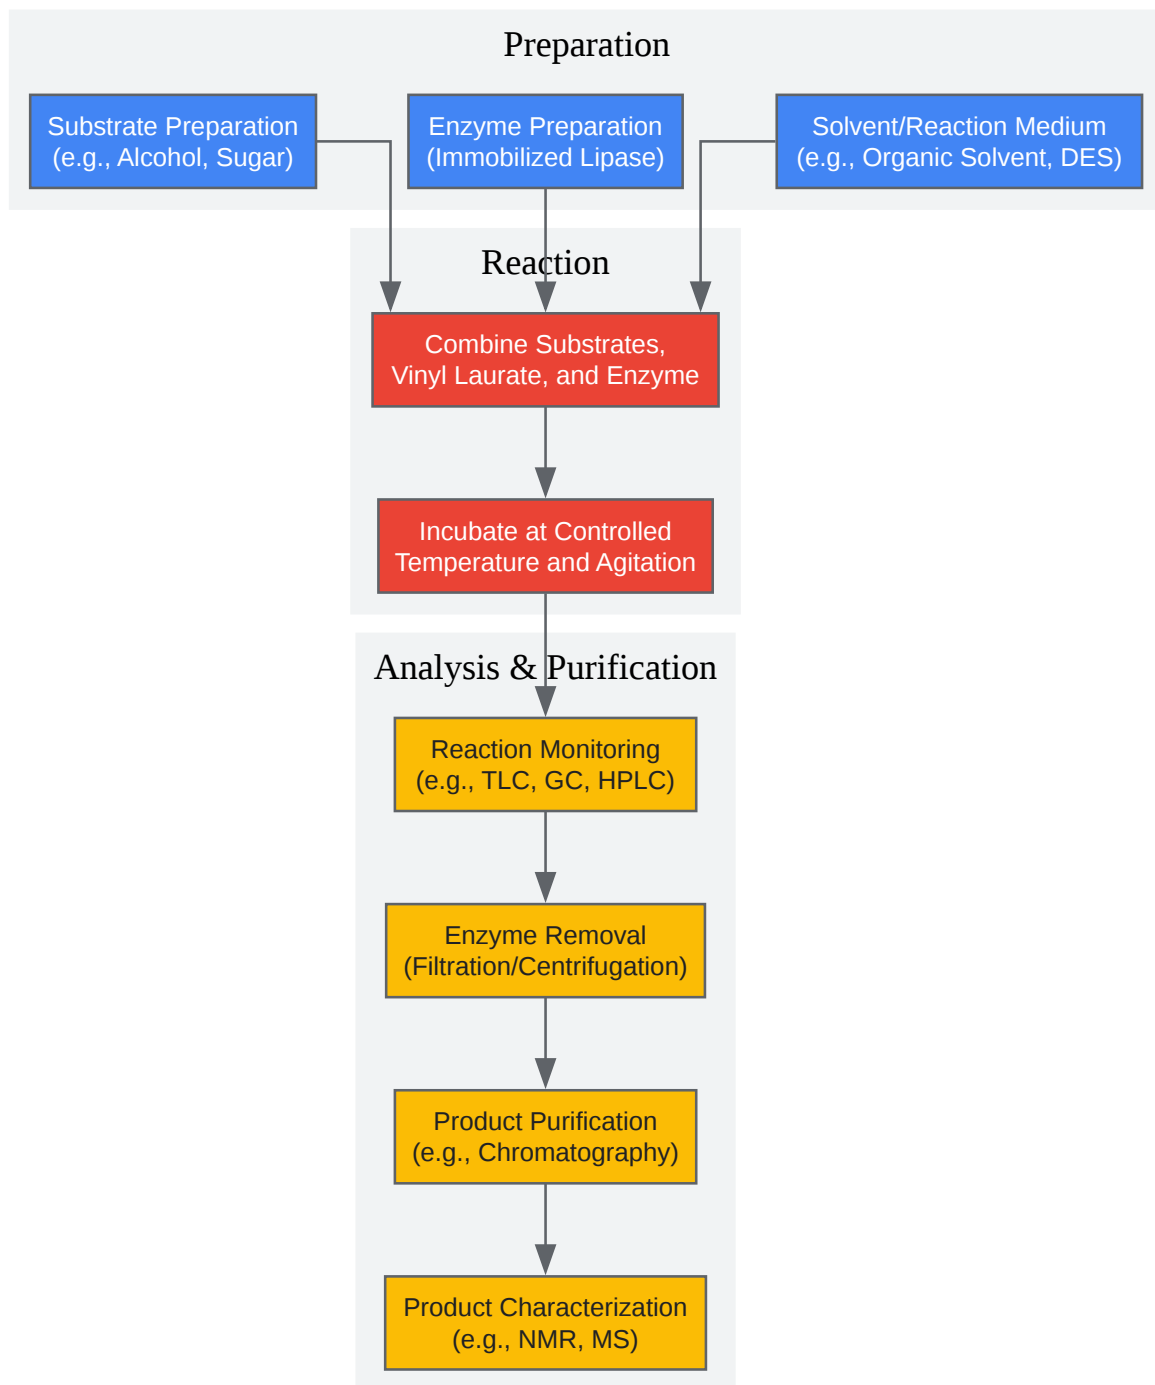 Preparation
Substrate Preparation
(e.g., Alcohol, Sugar)
Enzyme Preparation
(Immobilized Lipase)
Solvent/Reaction Medium
(e.g., Organic Solvent, DES)
Reaction
Combine Substrates,
Vinyl Laurate, and Enzyme
Incubate at Controlled
Temperature and Agitation
Analysis & Purification
Reaction Monitoring
(e.g., TLC, GC, HPLC)
Enzyme Removal
(Filtration/Centrifugation)
Product Purification
(e.g., Chromatography)
Product Characterization
(e.g., NMR, MS)